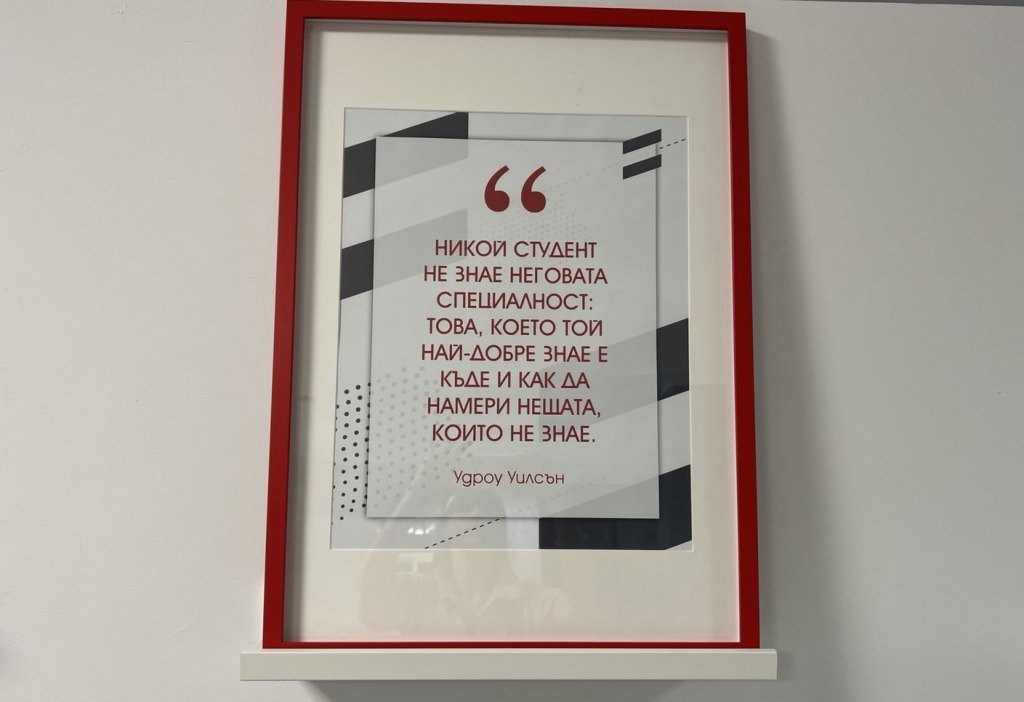 НИКОЙ СТУДЕНТ
НЕ ЗНАЕ НЕГОВАТА
СПЕЦИАЛНОСТ:
ТОВА, КОЕТО ТОЙ
НАЙ-ДОБРЕ ЗНАЕ Е
КЪДЕ И КАК ДА
НАМЕРИ НЕЩАТА,
КОИТО НЕ ЗНАЕ.
Удроу Уилсън